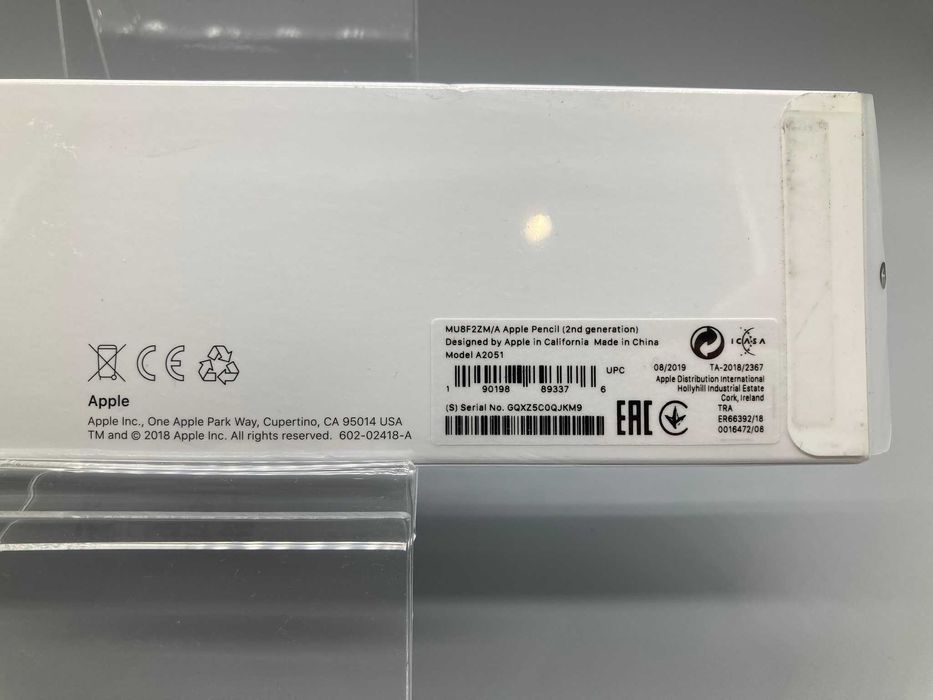 CE
Apple
Apple Inc., One Apple Park Way, Cupertino, CA 95014 USA
TM and © 2018 Apple Inc. All rights reserved. 602-02418-A
MU8F2ZM/A Apple Pencil (2nd generation)
Designed by Apple in California Made in China
Model A2051
UPC
1 90198 89337 6
(S) Serial No. GQXZ5C0QJKM9
EAC
ICASA
08/2019 TA-2018/2367
Apple Distribution International
Hollyhill Industrial Estate
Cork, Ireland
TRA
ER66392/18
0016472/08